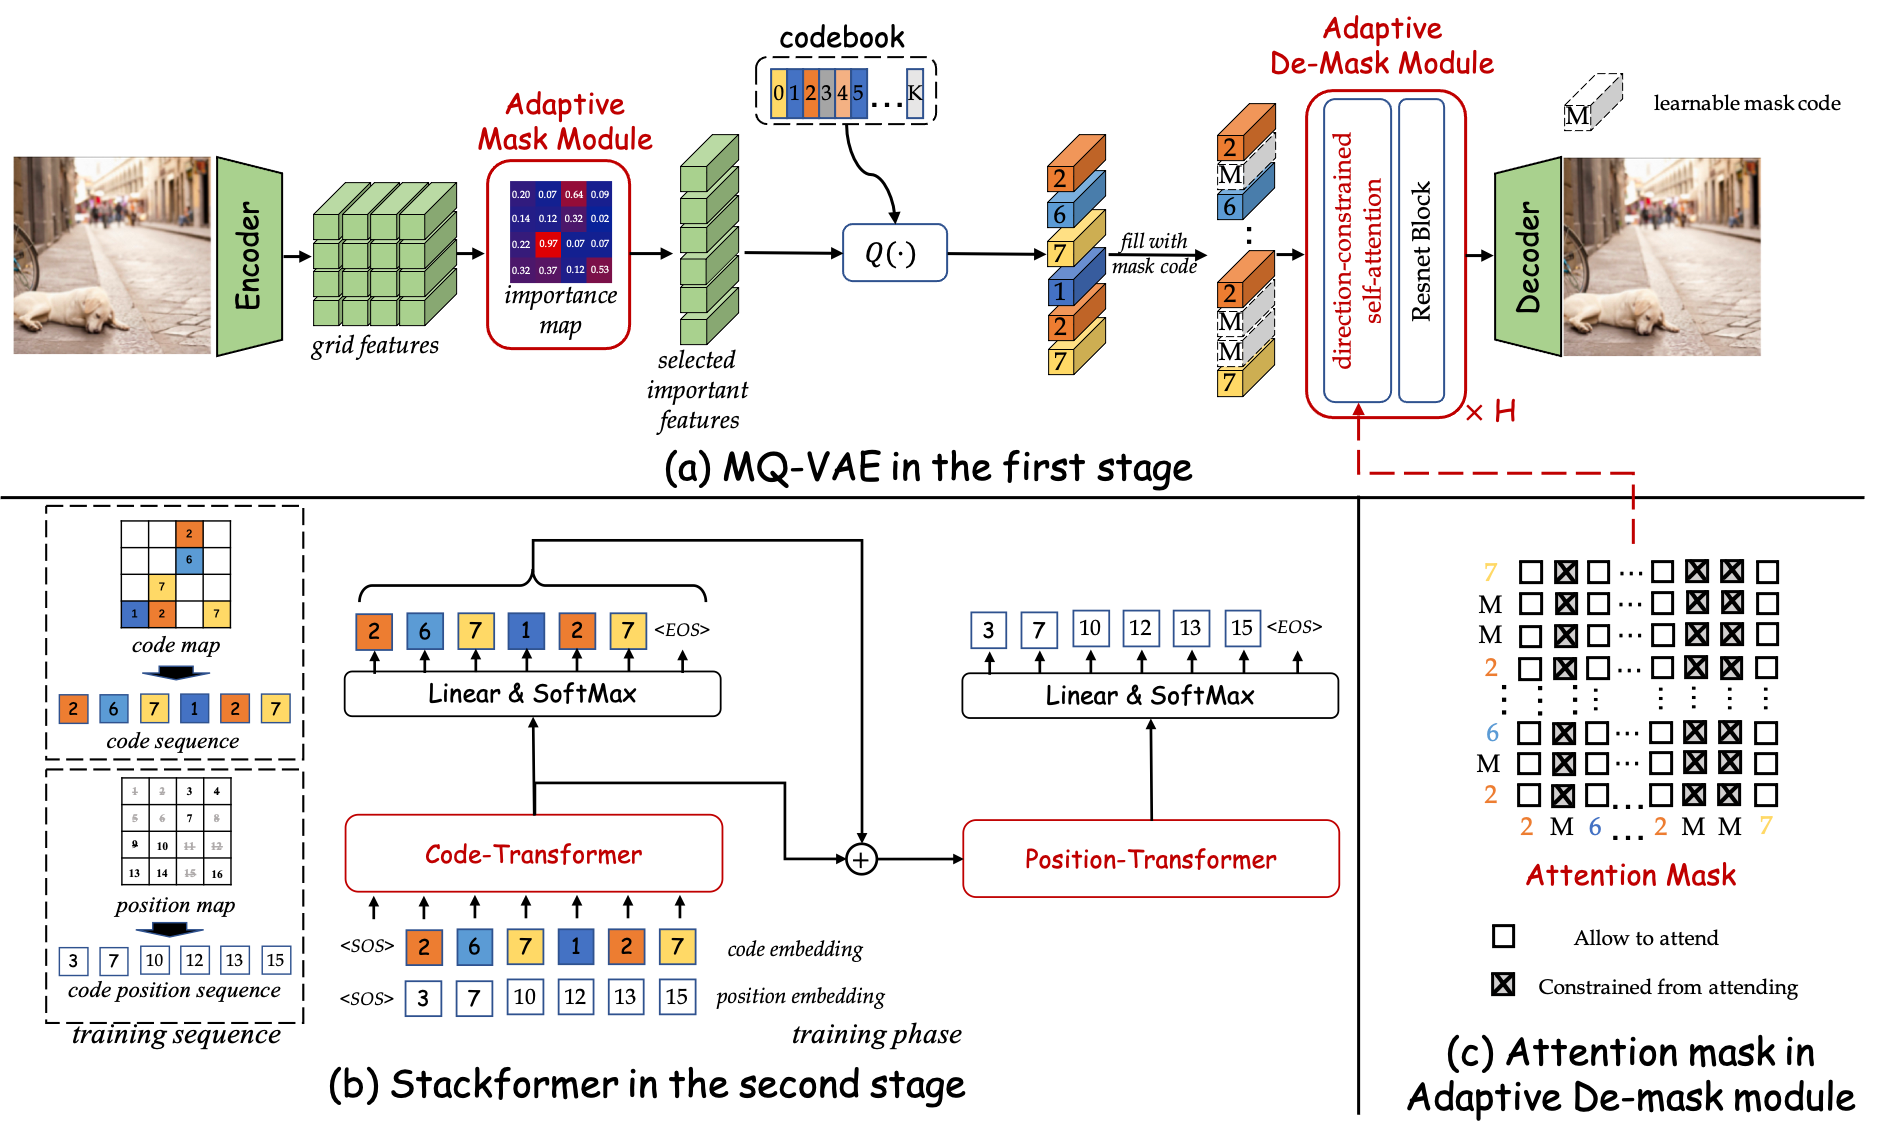 codebook
0 1 2 3 4 5 ... K
Adaptive
Mask Module
Adaptive
De-Mask Module
M learnable mask code
Encoder
grid features
0.20 0.07 0.64 0.09
0.14 0.12 0.32 0.02
0.22 0.97 0.07 0.07
0.32 0.37 0.12 0.53
importance
map
selected
important
features
Q(·)
2
6
7
1
2
7
fill with
mask code
2
M
6
⋮
2
M
M
7
direction-constrained
self-attention
Resnet Block
× H
Decoder
(a) MQ-VAE in the first stage
2
6
7
1 2 7
code map
2 6 7 1 2 7
code sequence
1 2 3 4
5 6 7 8
9 10 11 12
13 14 15 16
position map
3 7 10 12 13 15
code position sequence
training sequence
2 6 7 1 2 7 <EOS>
Linear & SoftMax
Code-Transformer
<SOS> 2 6 7 1 2 7 code embedding
<SOS> 3 7 10 12 13 15 position embedding
+
3 7 10 12 13 15 <EOS>
Linear & SoftMax
Position-Transformer
training phase
(b) Stackformer in the second stage
7 ...
M ...
M ...
2 ...
6 ...
M ...
2 ...
2 M 6 ... 2 M M 7
Attention Mask
Allow to attend
Constrained from attending
(c) Attention mask in
Adaptive De-mask module